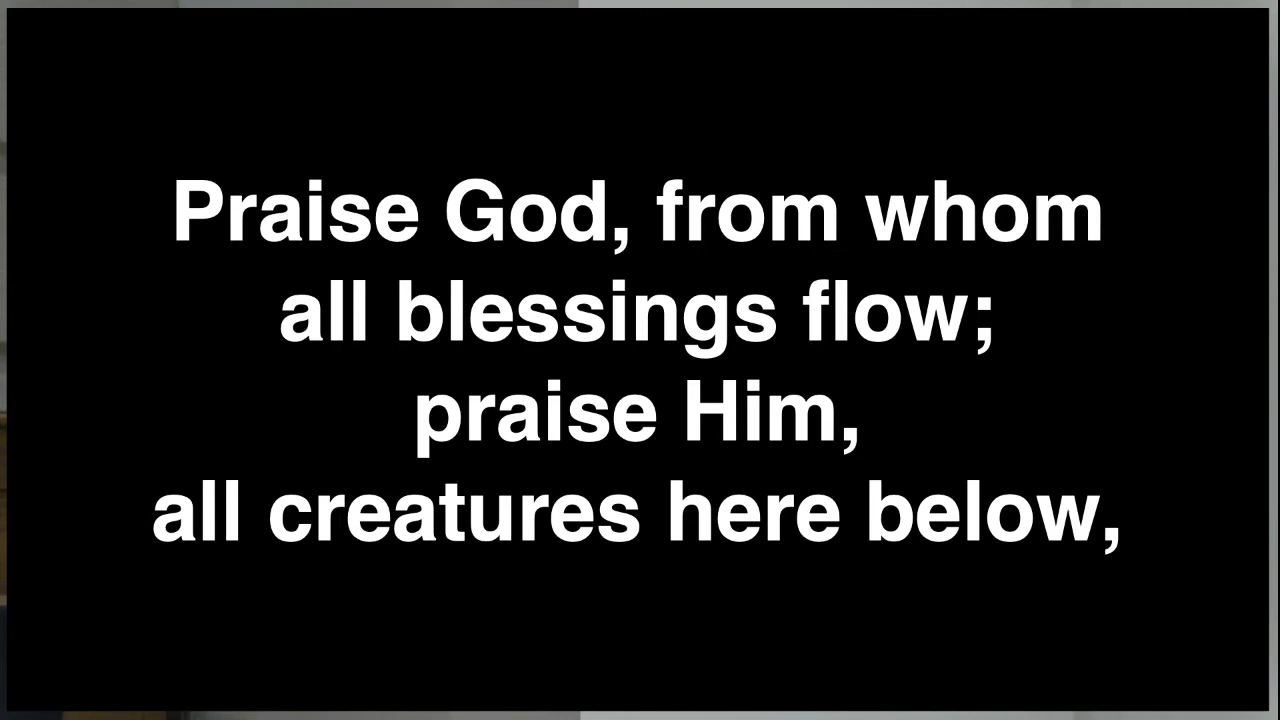 Praise God, from whom
all blessings flow;
praise Him,
all creatures here below,